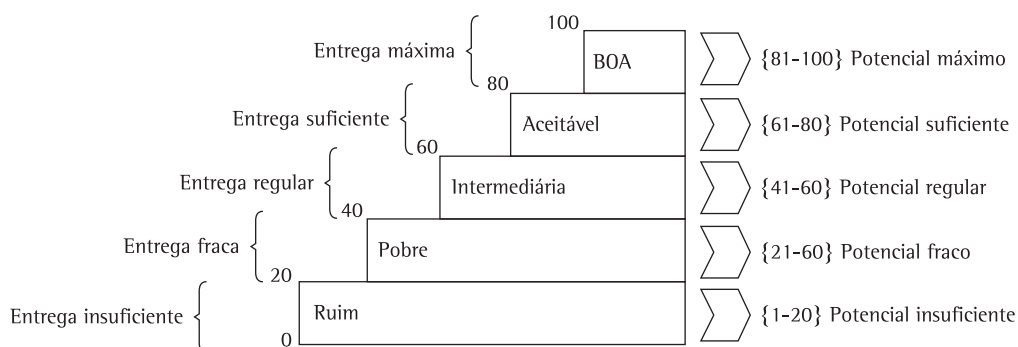 100
Entrega máxima
BOA
{81-100} Potencial máximo
80
Entrega suficiente
Aceitável
{61-80} Potencial suficiente
60
Entrega regular
Intermediária
{41-60} Potencial regular
40
Entrega fraca
Pobre
{21-60} Potencial fraco
20
Entrega insuficiente
Ruim
{1-20} Potencial insuficiente
0